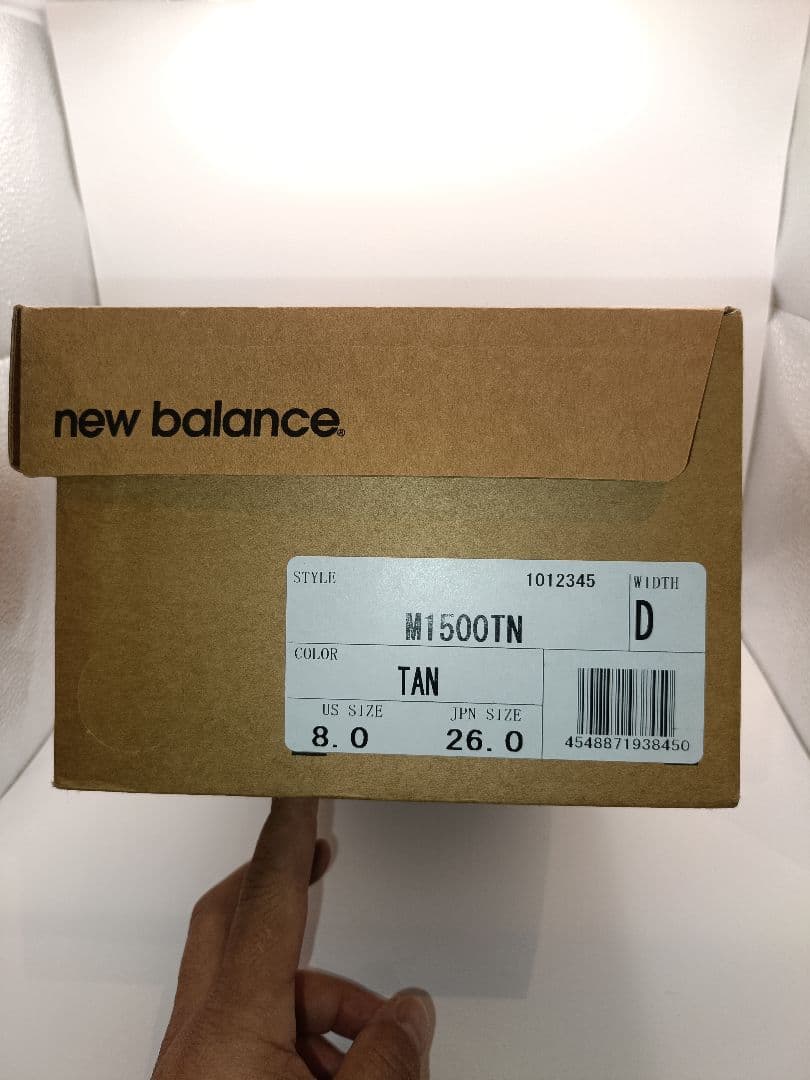 new balance®
STYLE 1012345 WIDTH
M1500TN D
COLOR
TAN
US SIZE JPN SIZE
8.0 26.0
4548871938450